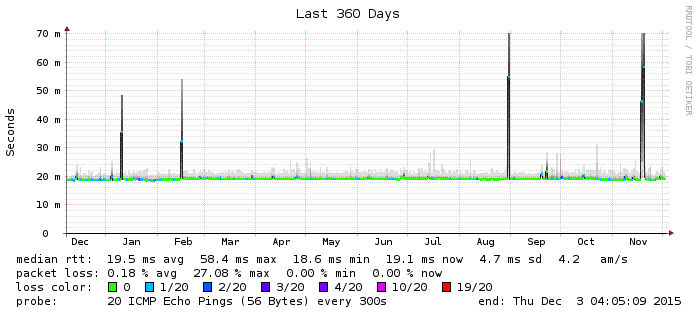 Last 360 Days
RRDTOOL / TOBI OETIKER
Seconds
70 m
60 m
50 m
40 m
30 m
20 m
10 m
0
Dec Jan Feb Mar Apr May Jun Jul Aug Sep Oct Nov
median rtt: 19.5 ms avg 58.4 ms max 18.6 ms min 19.1 ms now 4.7 ms sd 4.2 am/s
packet loss: 0.18 % avg 27.08 % max 0.00 % min 0.00 % now
loss color: 0 1/20 2/20 3/20 4/20 10/20 19/20
probe: 20 ICMP Echo Pings (56 Bytes) every 300s end: Thu Dec 3 04:05:09 2015